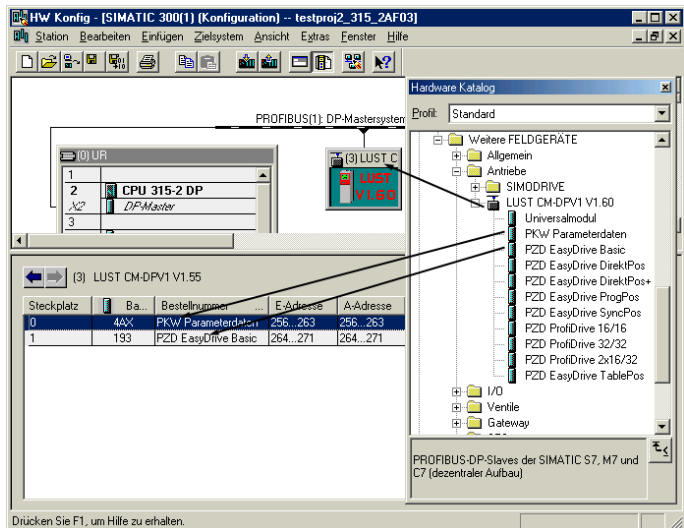 HW Konfig - [SIMATIC 300(1) (Konfiguration) -- testproj2_315_2AF03]
Station Bearbeiten Einfügen Zielsystem Ansicht Extras Fenster Hilfe
PROFIBUS(1): DP-Mastersystem
(0) UR
1
2 CPU 315-2 DP
X2 DP-Master
3
(3) LUST C
LUST
V1.60
Hardware Katalog
Profil: Standard
Weitere FELDGERÄTE
Allgemein
Antriebe
SIMODRIVE
LUST CM-DPV1 V1.60
Universalmodul
PKW Parameterdaten
PZD EasyDrive Basic
PZD EasyDrive DirektPos
PZD EasyDrive DirektPos+
PZD EasyDrive ProgPos
PZD EasyDrive SyncPos
PZD ProfiDrive 16/16
PZD ProfiDrive 32/32
PZD ProfiDrive 2x16/32
PZD EasyDrive TablePos
I/O
Ventile
Gateway
PROFIBUS-DP-Slaves der SIMATIC S7, M7 und
C7 (dezentraler Aufbau)
(3) LUST CM-DPV1 V1.55
Steckplatz Ba... Bestellnummer ... E-Adresse A-Adresse
0 4AX PKW Parameterdaten 256...263 256...263
1 193 PZD EasyDrive Basic 264...271 264...271
Drücken Sie F1, um Hilfe zu erhalten.